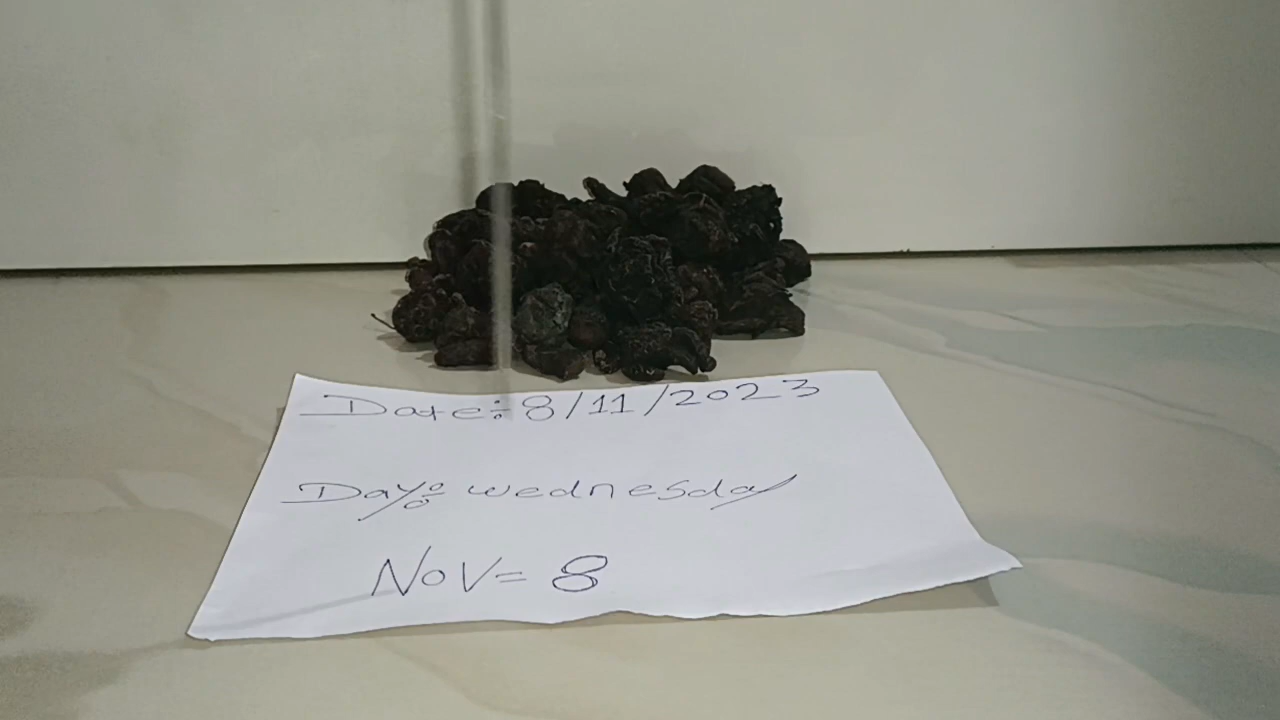 Date:- 8/11/2023
Day:- wednesday
Nov = 8